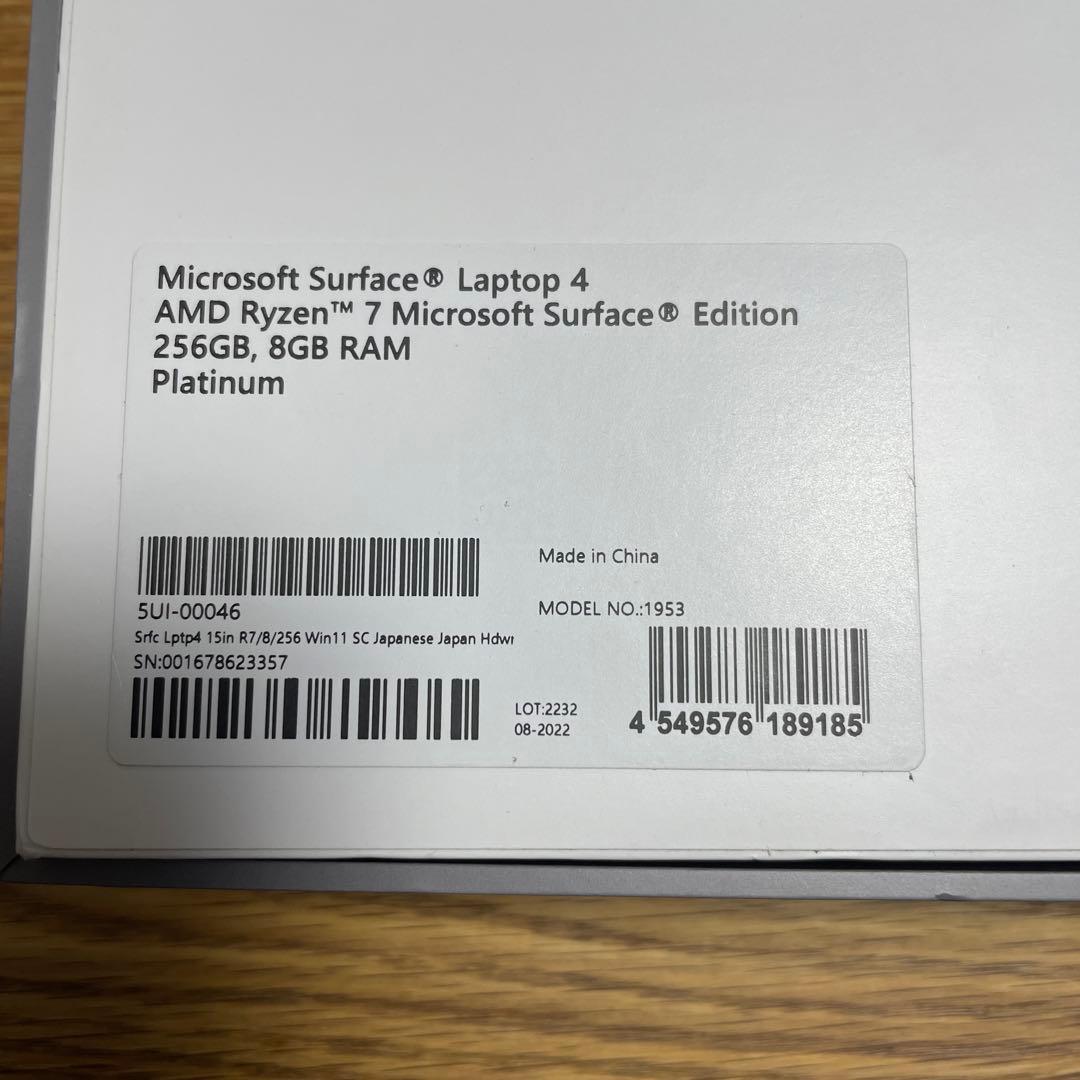 Microsoft Surface® Laptop 4
AMD Ryzen™ 7 Microsoft Surface® Edition
256GB, 8GB RAM
Platinum
5UI-00046
Srfc Lptp4 15in R7/8/256 Win11 SC Japanese Japan Hdwr
SN:001678623357
LOT:2232
08-2022
Made in China
MODEL NO.:1953
4 549576 189185